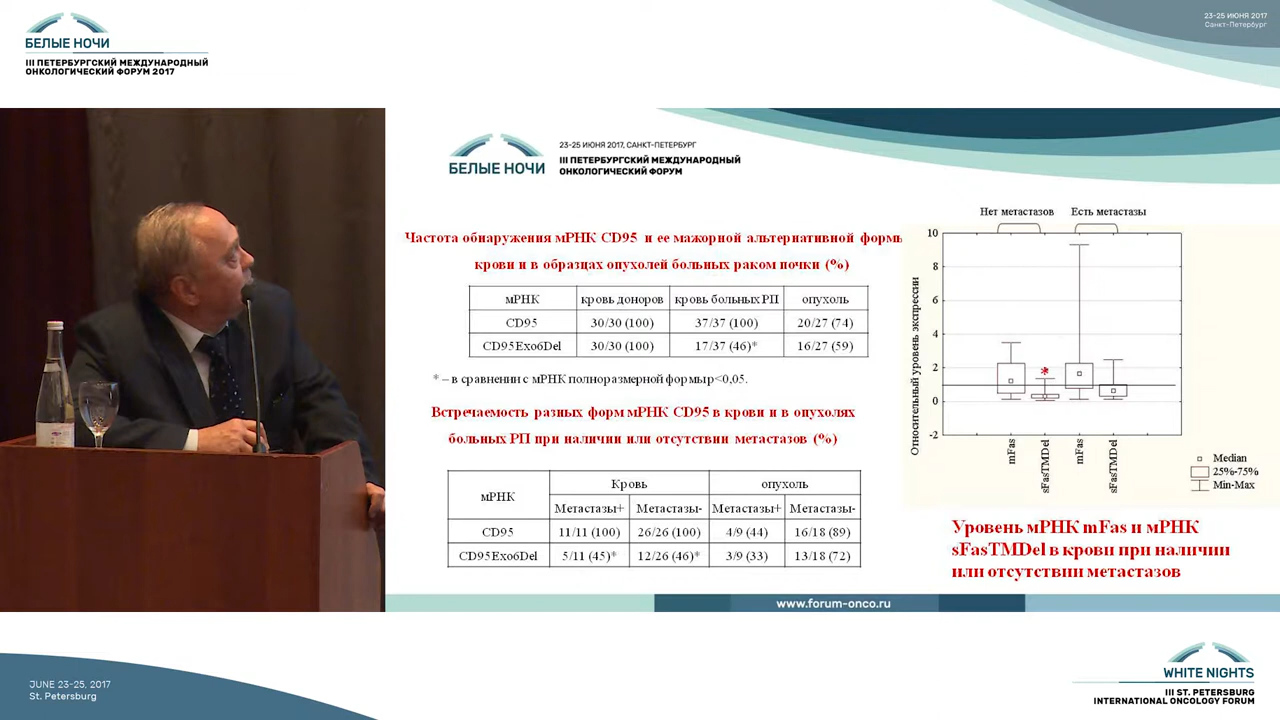 БЕЛЫЕ НОЧИ
III ПЕТЕРБУРГСКИЙ МЕЖДУНАРОДНЫЙ
ОНКОЛОГИЧЕСКИЙ ФОРУМ 2017
23-25 ИЮНЯ 2017
Санкт-Петербург
БЕЛЫЕ НОЧИ
23-25 ИЮНЯ 2017, САНКТ-ПЕТЕРБУРГ
III ПЕТЕРБУРГСКИЙ МЕЖДУНАРОДНЫЙ
ОНКОЛОГИЧЕСКИЙ ФОРУМ
Частота обнаружения мРНК CD95 и ее мажорной альтернативной формы
крови и в образцах опухолей больных раком почки (%)
мРНК кровь доноров кровь больных РП опухоль
CD95 30/30 (100) 37/37 (100) 20/27 (74)
CD95Exo6Del 30/30 (100) 17/37 (46)* 16/27 (59)
* – в сравнении с мРНК полноразмерной формы p<0,05.
Встречаемость разных форм мРНК CD95 в крови и в опухолях
больных РП при наличии или отсутствии метастазов (%)
мРНК Кровь опухоль
Метастазы+ Метастазы- Метастазы+ Метастазы-
CD95 11/11 (100) 26/26 (100) 4/9 (44) 16/18 (89)
CD95Exo6Del 5/11 (45)* 12/26 (46)* 3/9 (33) 13/18 (72)
Нет метастазов Есть метастазы
Относительный уровень экспрессии
10
8
6
4
2
0
-2
*
mFas
sFasTMDel
mFas
sFasTMDel
Median
25%-75%
Min-Max
Уровень мРНК mFas и мРНК
sFasTMDel в крови при наличии
или отсутствии метастазов
www.forum-onco.ru
JUNE 23-25, 2017
St. Petersburg
WHITE NIGHTS
III ST. PETERSBURG
INTERNATIONAL ONCOLOGY FORUM